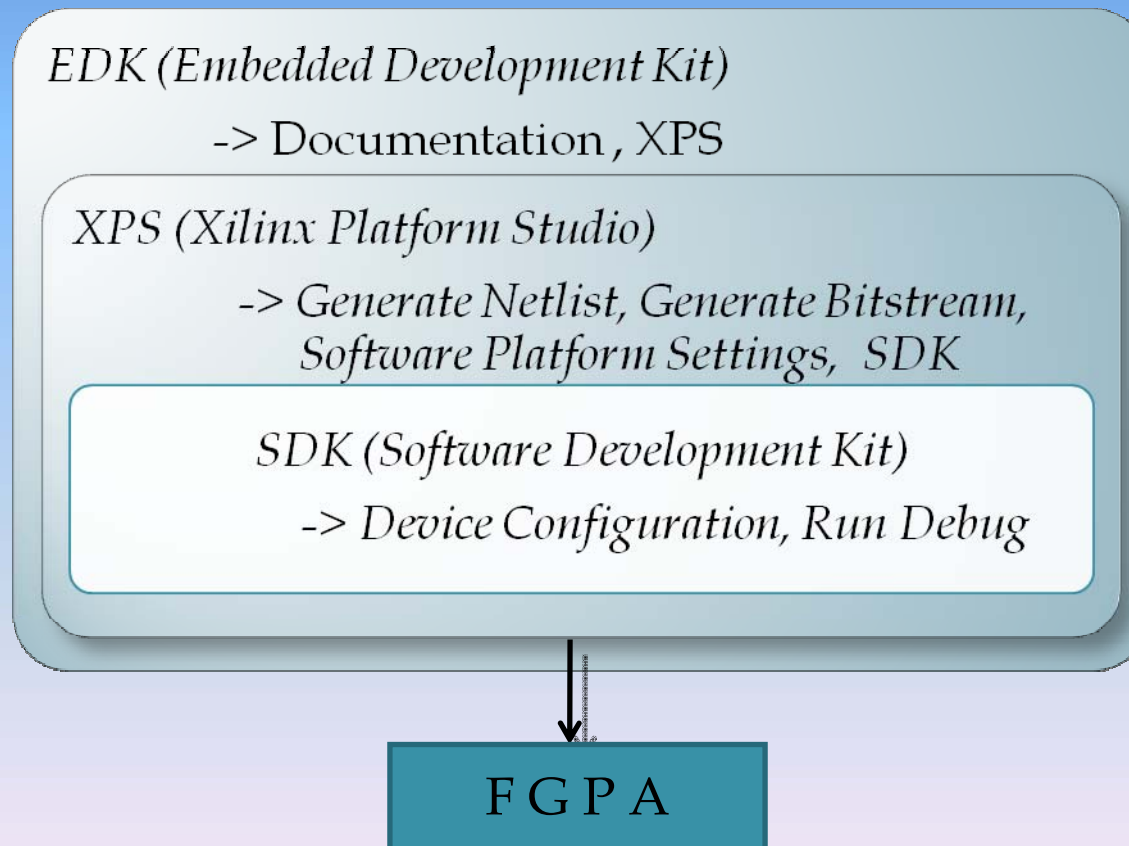 EDK (Embedded Development Kit)
-> Documentation , XPS
XPS (Xilinx Platform Studio)
-> Generate Netlist, Generate Bitstream,
Software Platform Settings, SDK
SDK (Software Development Kit)
-> Device Configuration, Run Debug
F G P A